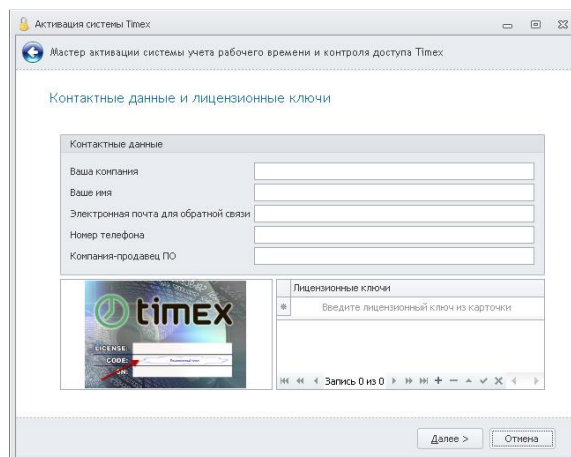 Активация системы Timex
Мастер активации системы учета рабочего времени и контроля доступа Timex
Контактные данные и лицензионные ключи
Контактные данные
Ваша компания
Ваше имя
Электронная почта для обратной связи
Номер телефона
Компания-продавец ПО
timex
LICENSE:
CODE:
SN:
Лицензионные ключи
Введите лицензионный ключ из карточки
Запись 0 из 0
Далее >
Отмена